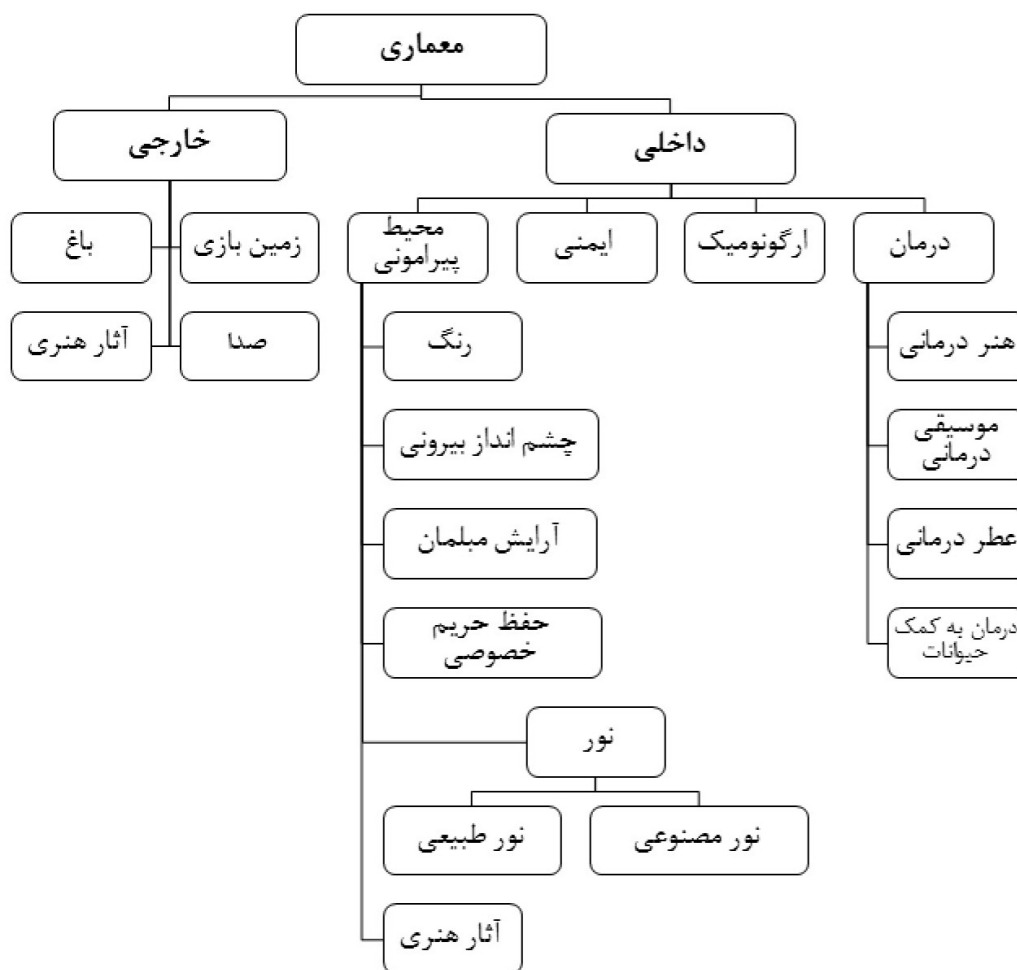 معماری
خارجی
داخلی
باغ
زمین بازی
آثار هنری
صدا
محیط
پیرامونی
ایمنی
ارگونومیک
درمان
رنگ
چشم انداز بیرونی
آرایش مبلمان
حفظ حریم
خصوصی
نور
نور طبیعی
نور مصنوعی
آثار هنری
هنر درمانی
موسیقی
درمانی
عطر درمانی
درمان به کمک
حیوانات